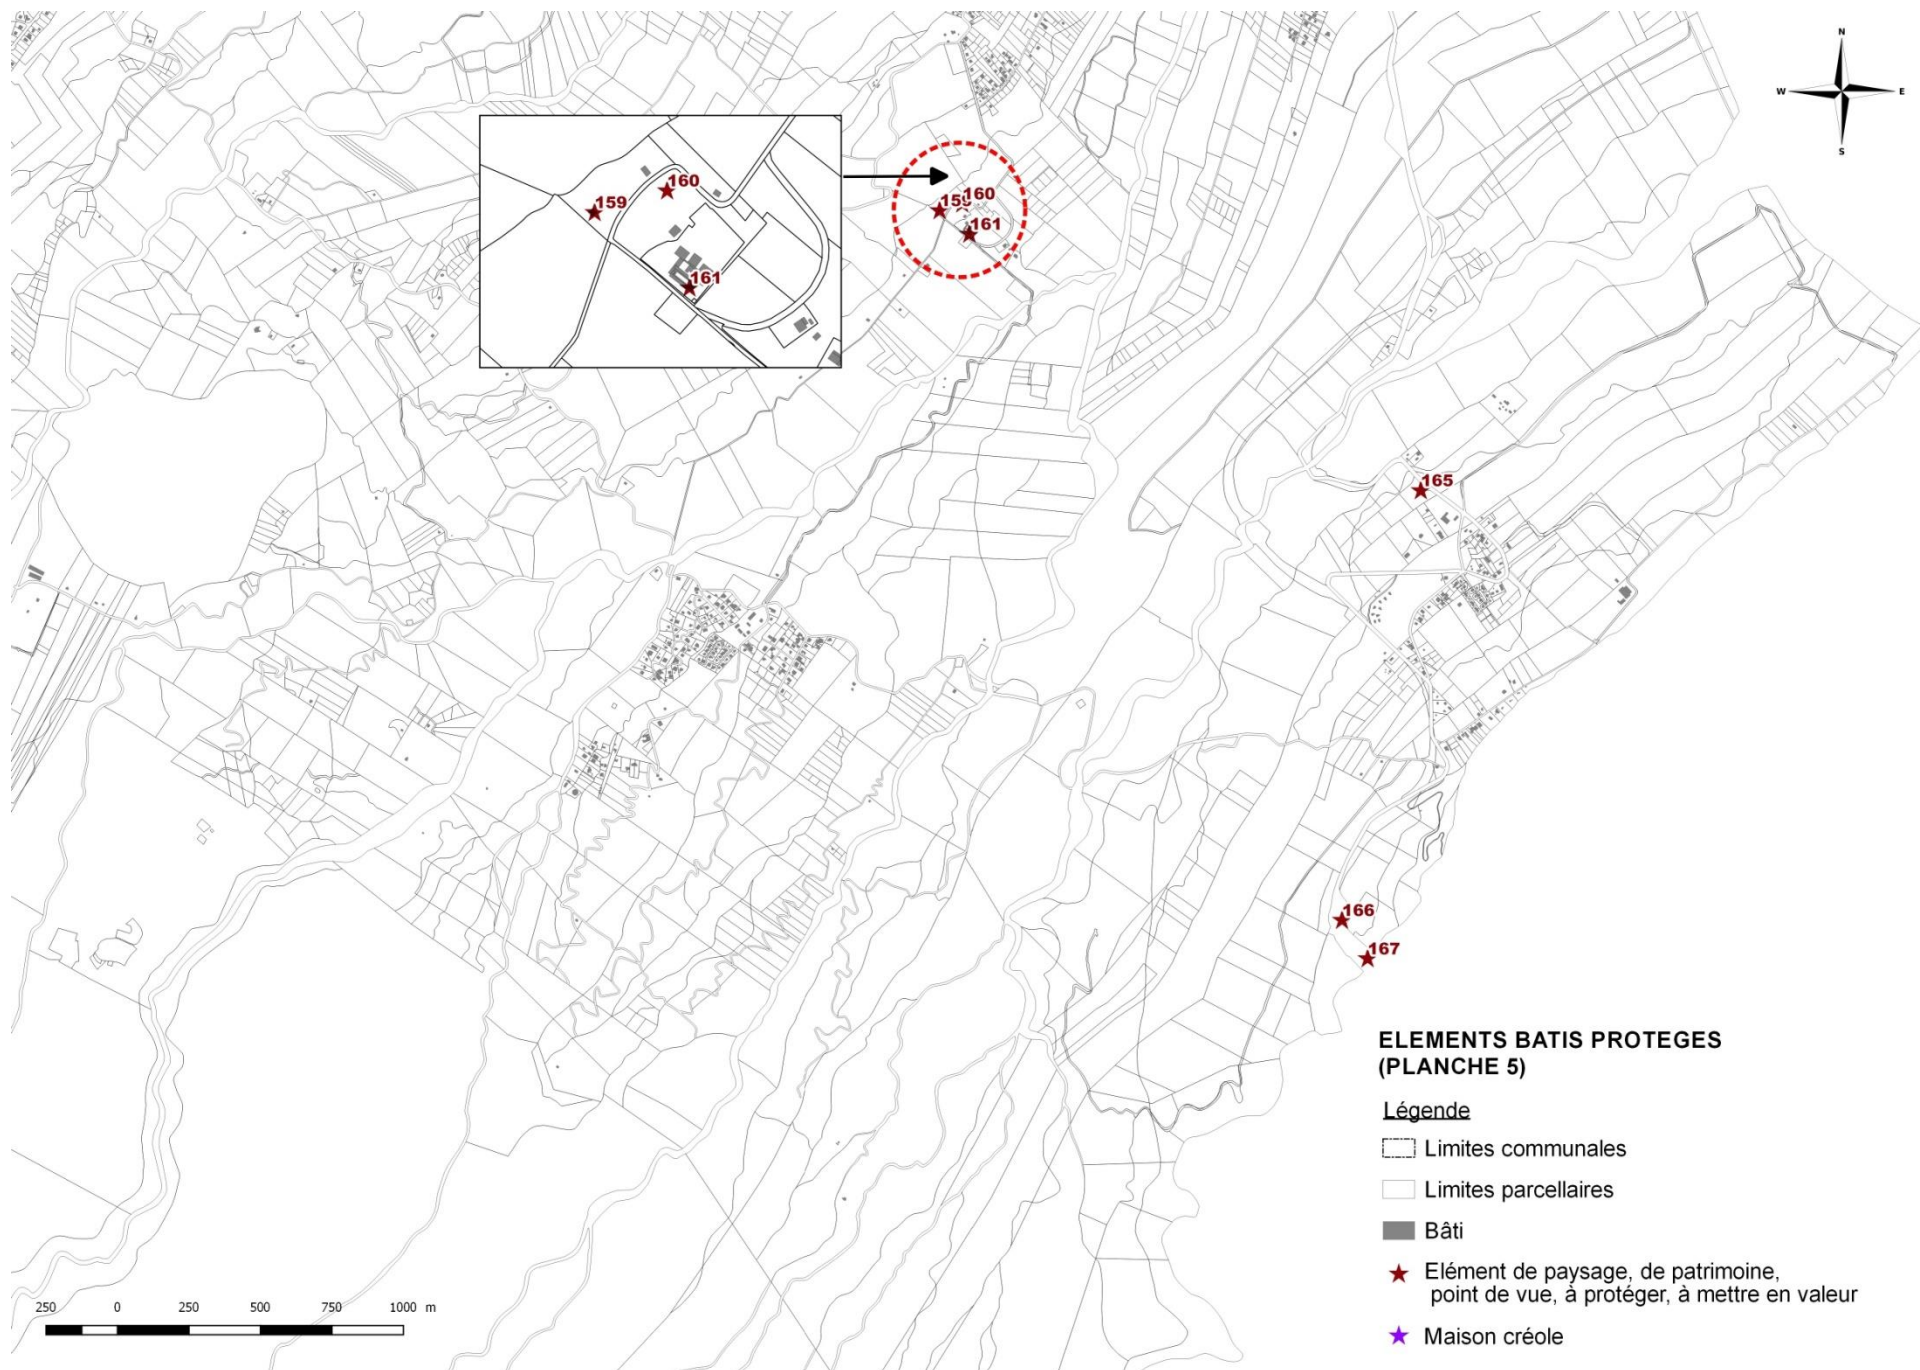 N
W E
S
159
160
161
159 160
161
165
166
167
ELEMENTS BATIS PROTEGES
(PLANCHE 5)
Légende
Limites communales
Limites parcellaires
Bâti
Elément de paysage, de patrimoine,
point de vue, à protéger, à mettre en valeur
Maison créole
250 0 250 500 750 1000 m